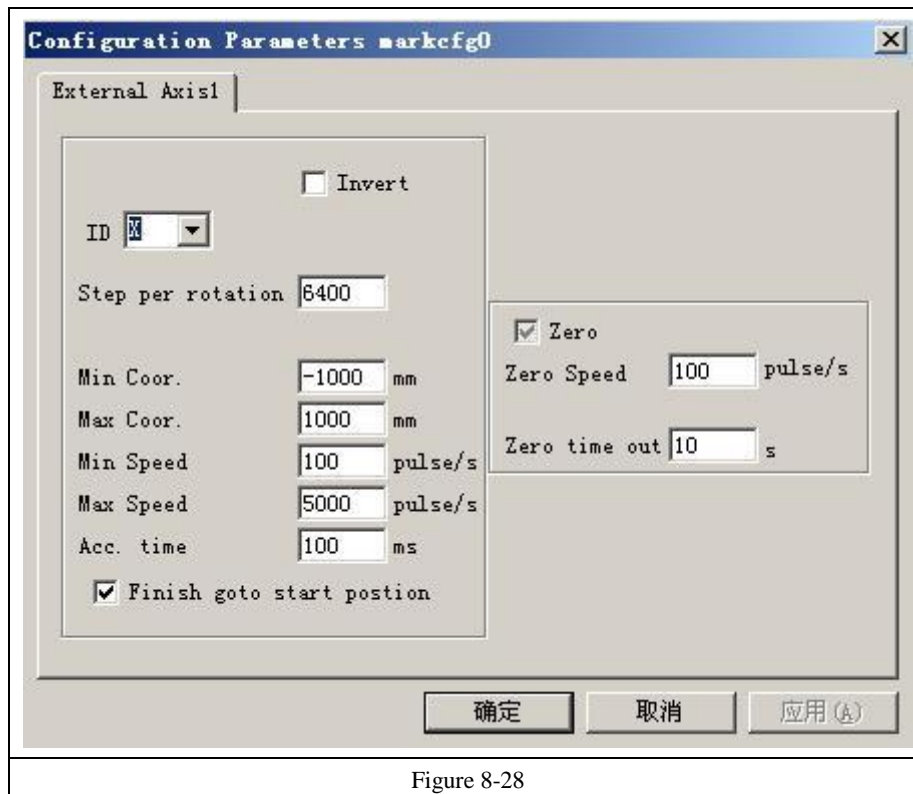 Configuration Parameters markcfg0
External Axis1
Invert
ID X
Step per rotation 6400
Min Coor. -1000 mm
Max Coor. 1000 mm
Min Speed 100 pulse/s
Max Speed 5000 pulse/s
Acc. time 100 ms
Finish goto start postion
Zero
Zero Speed 100 pulse/s
Zero time out 10 s
确定 取消 应用(A)
Figure 8-28